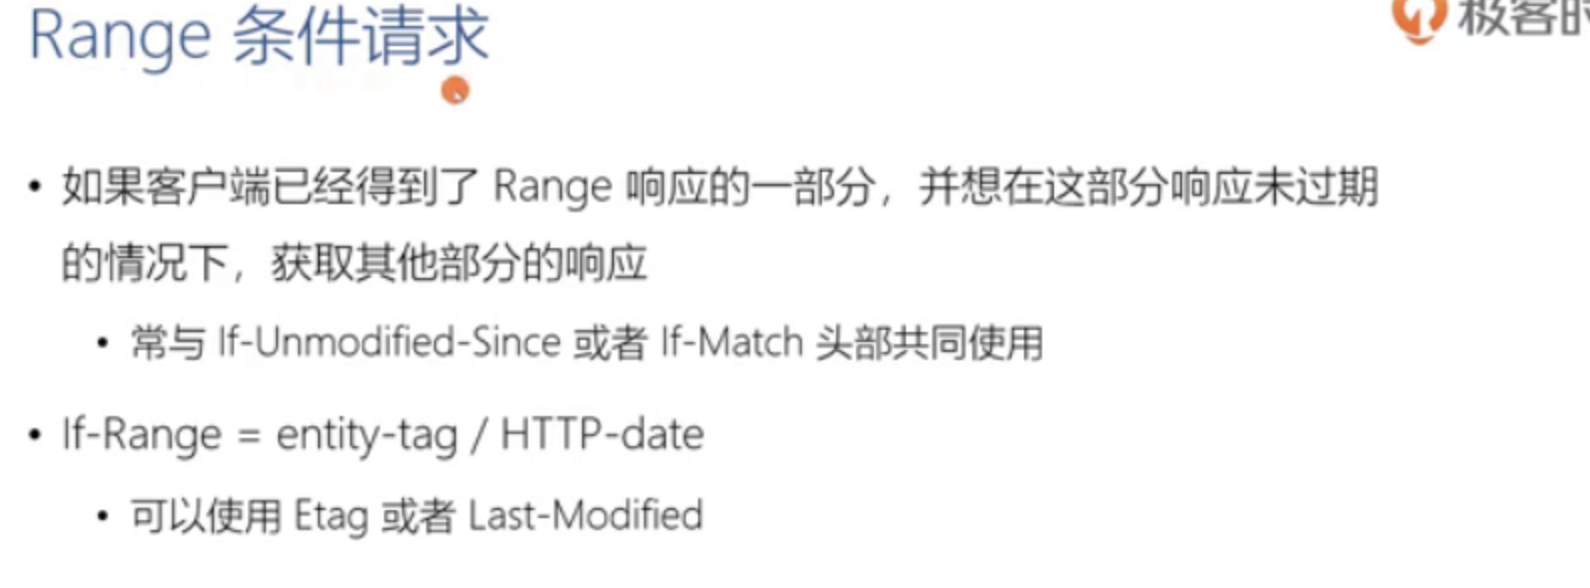 Range 条件请求
极客时
• 如果客户端已经得到了 Range 响应的一部分，并想在这部分响应未过期
的情况下，获取其他部分的响应
• 常与 If-Unmodified-Since 或者 If-Match 头部共同使用
• If-Range = entity-tag / HTTP-date
• 可以使用 Etag 或者 Last-Modified